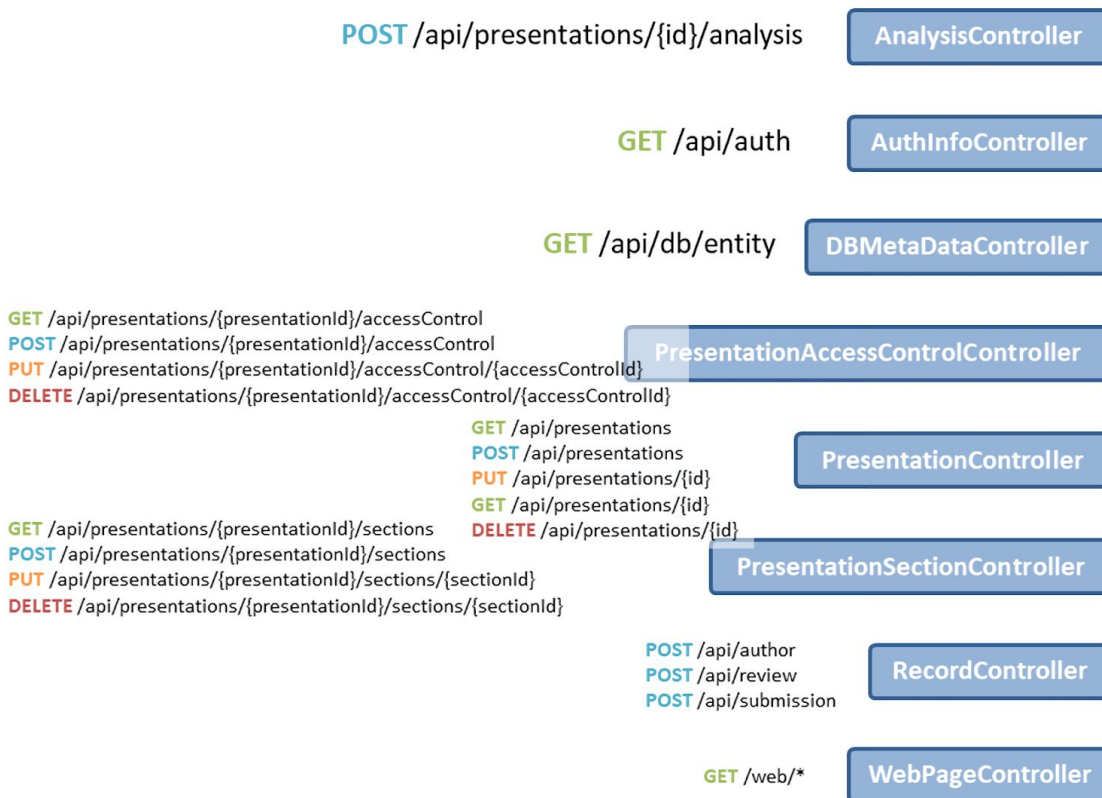 POST /api/presentations/{id}/analysis
AnalysisController
GET /api/auth
AuthInfoController
GET /api/db/entity
DBMetaDataController
GET /api/presentations/{presentationId}/accessControl
POST /api/presentations/{presentationId}/accessControl
PUT /api/presentations/{presentationId}/accessControl/{accessControlId}
DELETE /api/presentations/{presentationId}/accessControl/{accessControlId}
PresentationAccessControlController
GET /api/presentations
POST /api/presentations
PUT /api/presentations/{id}
GET /api/presentations/{id}
DELETE /api/presentations/{id}
PresentationController
GET /api/presentations/{presentationId}/sections
POST /api/presentations/{presentationId}/sections
PUT /api/presentations/{presentationId}/sections/{sectionId}
DELETE /api/presentations/{presentationId}/sections/{sectionId}
PresentationSectionController
POST /api/author
POST /api/review
POST /api/submission
RecordController
GET /web/*
WebPageController